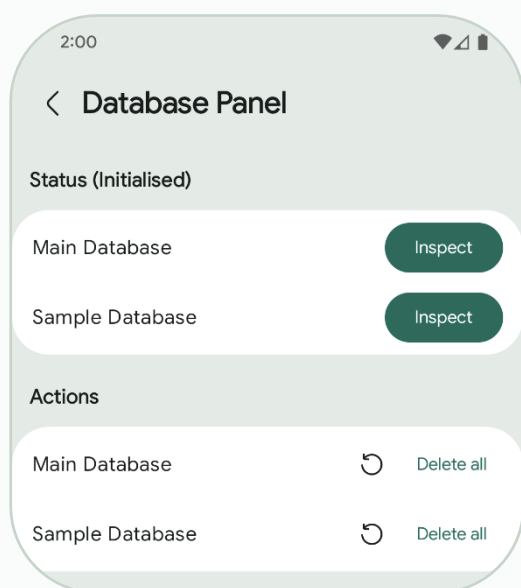 2:00
Database Panel
Status (Initialised)
Main Database Inspect
Sample Database Inspect
Actions
Main Database Delete all
Sample Database Delete all